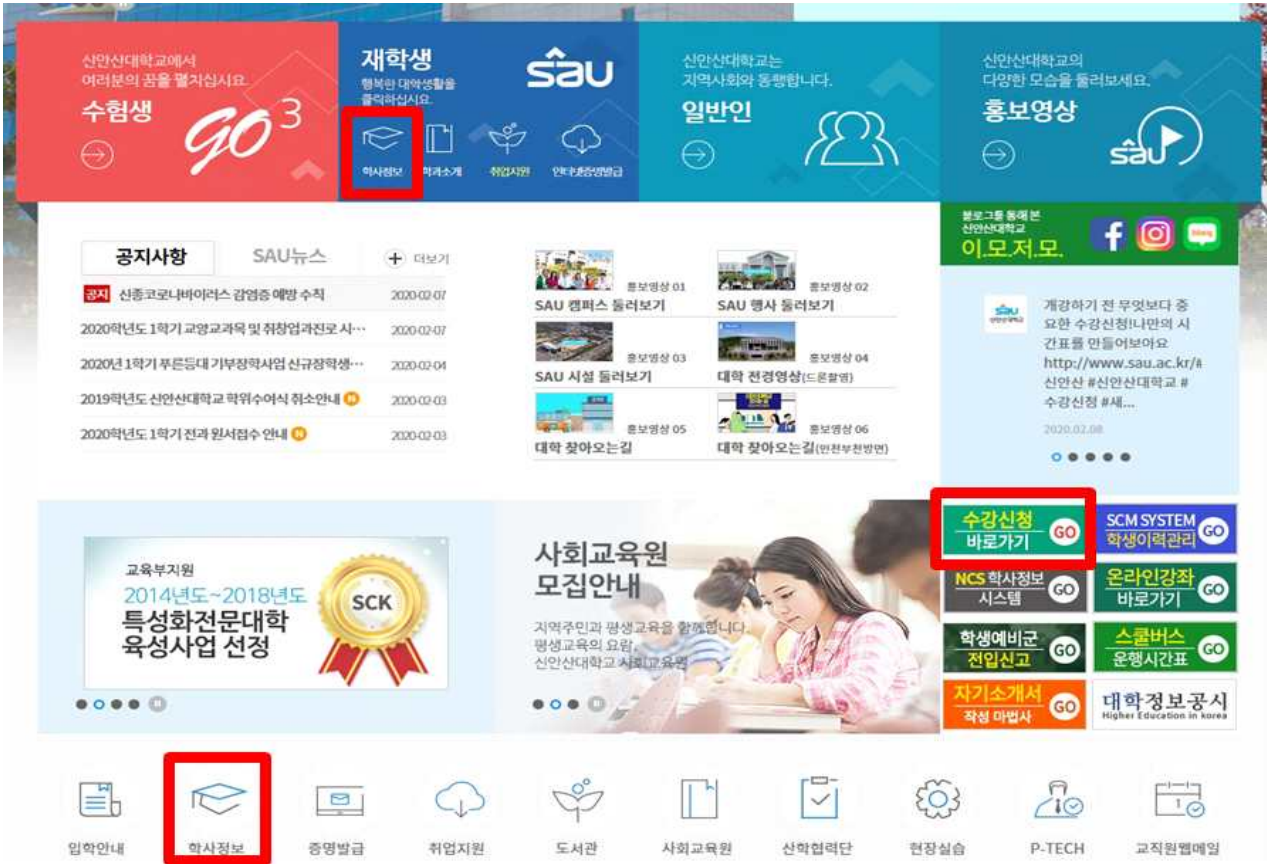 신안산대학교에서
여러분의 꿈을 펼치십시요.
수험생
GO3
재학생
행복한 대학생활을
클릭하십시요.
sau
학사정보
학과소개
취업지원
인터넷증명발급
신안산대학교는
지역사회와 동행합니다.
일반인
신안산대학교의
다양한 모습을 둘러보세요.
홍보영상
sau
공지사항
SAU뉴스
+ 더보기
공지 신종코로나바이러스 감염증 예방 수칙 2020-02-07
2020학년도 1학기 교양교과목 및 취창업과진로 시… 2020-02-07
2020년 1학기 푸른등대 기부장학사업 신규장학생… 2020-02-04
2019학년도 신안산대학교 학위수여식 취소안내 N 2020-02-03
2020학년도 1학기 전과 원서접수 안내 N 2020-02-03
홍보영상 01
SAU 캠퍼스 둘러보기
홍보영상 02
SAU 행사 둘러보기
홍보영상 03
SAU 시설 둘러보기
홍보영상 04
대학 전경영상(드론촬영)
홍보영상 05
대학 찾아오는길
홍보영상 06
대학 찾아오는길(인천부천방면)
블로그를 통해 본
신안산대학교
이.모.저.모.
blog
sau
신안산대학교
개강하기 전 무엇보다 중
요한 수강신청!나만의 시
간표를 만들어보아요
http://www.sau.ac.kr/#
신안산 #신안산대학교 #
수강신청 #새...
2020.02.08
교육부지원
2014년도~2018년도
특성화전문대학
육성사업 선정
SCK
사회교육원
모집안내
지역주민과 평생교육을 함께합니다
평생교육의 요람,
신안산대학교 사회교육원
수강신청
바로가기
GO
SCM SYSTEM
학생이력관리
GO
NCS 학사정보
시스템
GO
온라인강좌
바로가기
GO
학생예비군
전입신고
GO
스쿨버스
운행시간표
GO
자기소개서
작성 마법사
GO
대학정보공시
Higher Education in korea
입학안내
학사정보
증명발급
취업지원
도서관
사회교육원
산학협력단
현장실습
P-TECH
교직원웹메일